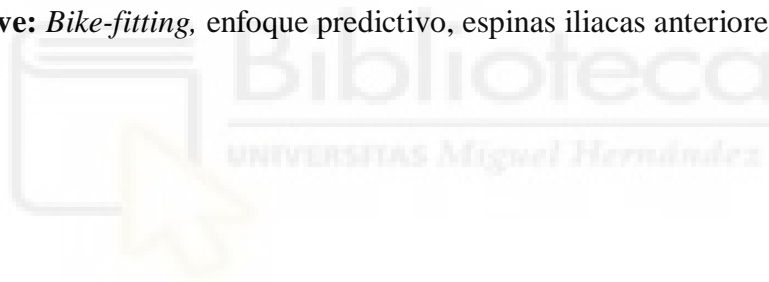 ve: Bike-fitting, enfoque predictivo, espinas iliacas anteriore
Biblioteca
UNIVERSITAS Miguel Hernández